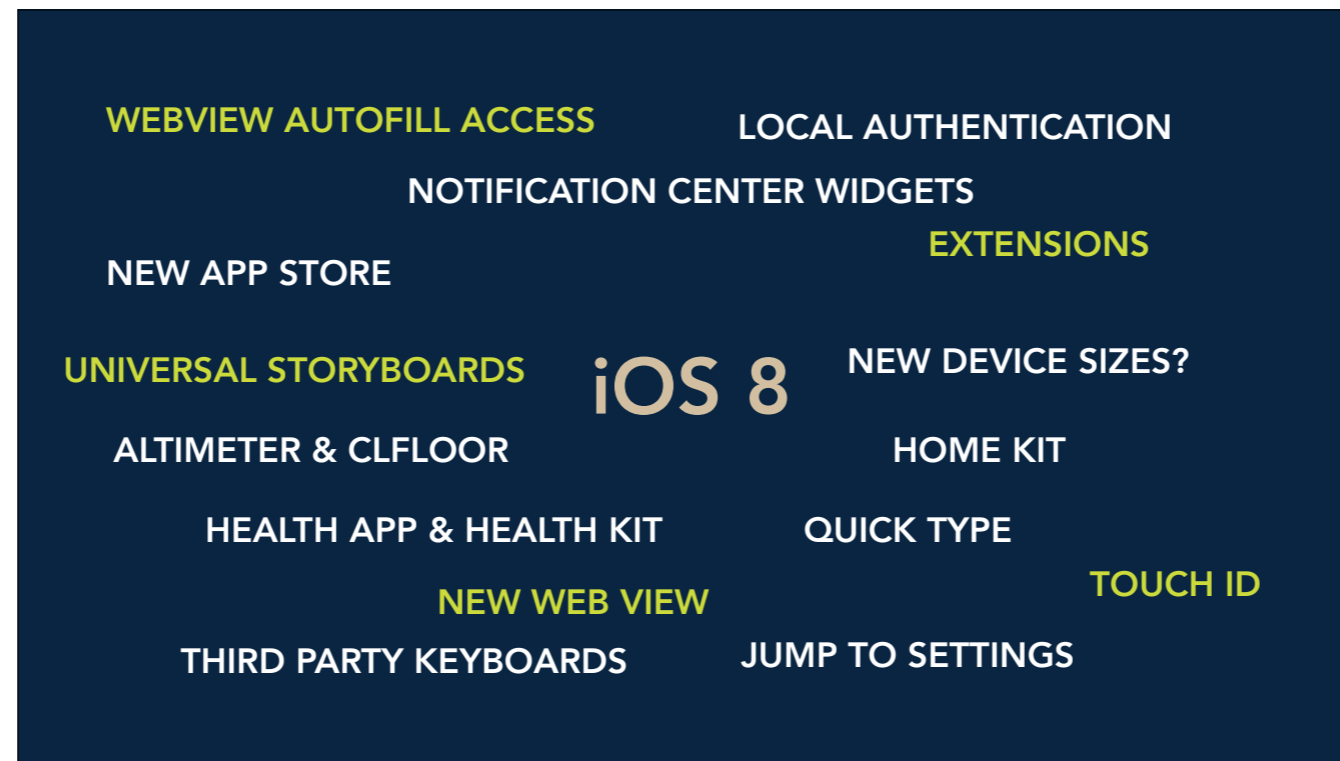 WEBVIEW AUTOFILL ACCESS
LOCAL AUTHENTICATION
NOTIFICATION CENTER WIDGETS
EXTENSIONS
NEW APP STORE
UNIVERSAL STORYBOARDS
iOS 8
NEW DEVICE SIZES?
ALTIMETER & CLFLOOR
HOME KIT
HEALTH APP & HEALTH KIT
QUICK TYPE
TOUCH ID
NEW WEB VIEW
THIRD PARTY KEYBOARDS
JUMP TO SETTINGS